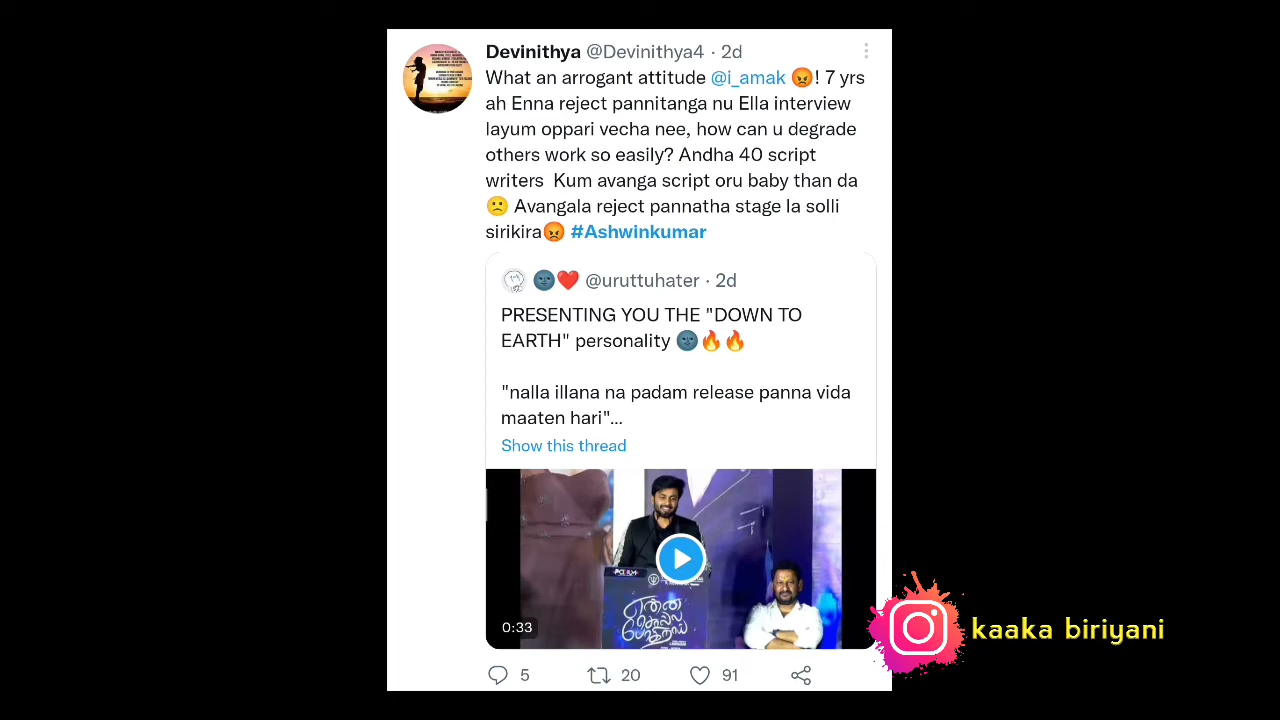 Devinithya @Devinithya4 · 2d
What an arrogant attitude @i_amak 😡! 7 yrs
ah Enna reject pannitanga nu Ella interview
layum oppari vecha nee, how can u degrade
others work so easily? Andha 40 script
writers Kum avanga script oru baby than da
🙁 Avangala reject pannatha stage la solli
sirikira😡 #Ashwinkumar
🌚❤️ @uruttuhater · 2d
PRESENTING YOU THE "DOWN TO
EARTH" personality 🌚🔥🔥
"nalla illana na padam release panna vida
maaten hari"...
Show this thread
என்ன
சொல்ல
போகிறாய்
0:33
kaaka biriyani
5 20 91